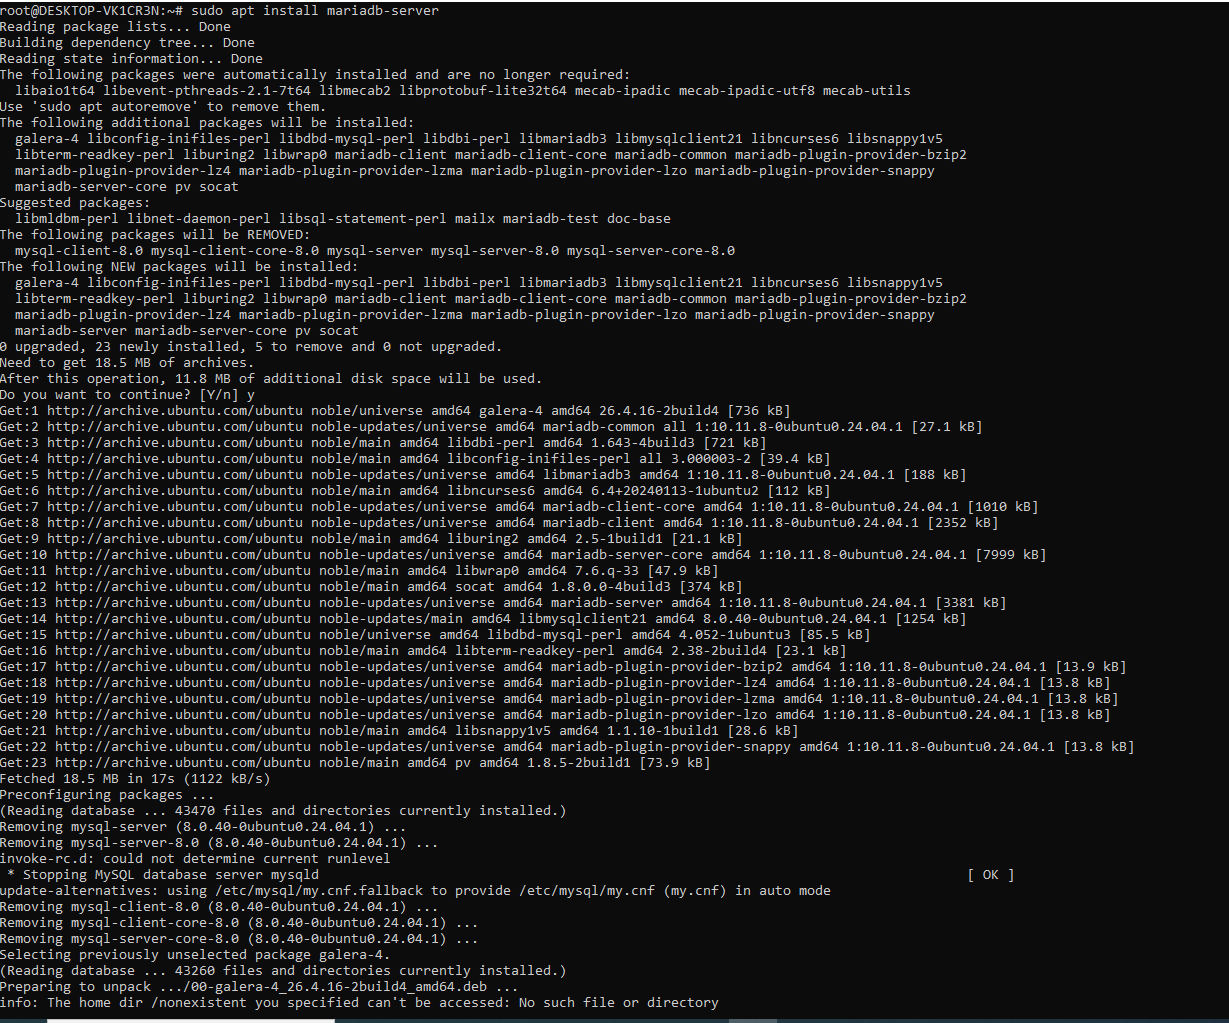 root@DESKTOP-VK1CR3N:~# sudo apt install mariadb-server
Reading package lists... Done
Building dependency tree... Done
Reading state information... Done
The following packages were automatically installed and are no longer required:
  libaio1t64 libevent-pthreads-2.1-7t64 libmecab2 libprotobuf-lite32t64 mecab-ipadic mecab-ipadic-utf8 mecab-utils
Use 'sudo apt autoremove' to remove them.
The following additional packages will be installed:
  galera-4 libconfig-inifiles-perl libdbd-mysql-perl libdbi-perl libmariadb3 libmysqlclient21 libncurses6 libsnappy1v5
  libterm-readkey-perl liburing2 libwrap0 mariadb-client mariadb-client-core mariadb-common mariadb-plugin-provider-bzip2
  mariadb-plugin-provider-lz4 mariadb-plugin-provider-lzma mariadb-plugin-provider-lzo mariadb-plugin-provider-snappy
  mariadb-server-core pv socat
Suggested packages:
  libmldbm-perl libnet-daemon-perl libsql-statement-perl mailx mariadb-test doc-base
The following packages will be REMOVED:
  mysql-client-8.0 mysql-client-core-8.0 mysql-server mysql-server-8.0 mysql-server-core-8.0
The following NEW packages will be installed:
  galera-4 libconfig-inifiles-perl libdbd-mysql-perl libdbi-perl libmariadb3 libmysqlclient21 libncurses6 libsnappy1v5
  libterm-readkey-perl liburing2 libwrap0 mariadb-client mariadb-client-core mariadb-common mariadb-plugin-provider-bzip2
  mariadb-plugin-provider-lz4 mariadb-plugin-provider-lzma mariadb-plugin-provider-lzo mariadb-plugin-provider-snappy
  mariadb-server mariadb-server-core pv socat
0 upgraded, 23 newly installed, 5 to remove and 0 not upgraded.
Need to get 18.5 MB of archives.
After this operation, 11.8 MB of additional disk space will be used.
Do you want to continue? [Y/n] y
Get:1 http://archive.ubuntu.com/ubuntu noble/universe amd64 galera-4 amd64 26.4.16-2build4 [736 kB]
Get:2 http://archive.ubuntu.com/ubuntu noble-updates/universe amd64 mariadb-common all 1:10.11.8-0ubuntu0.24.04.1 [27.1 kB]
Get:3 http://archive.ubuntu.com/ubuntu noble/main amd64 libdbi-perl amd64 1.643-4build3 [721 kB]
Get:4 http://archive.ubuntu.com/ubuntu noble/main amd64 libconfig-inifiles-perl all 3.000003-2 [39.4 kB]
Get:5 http://archive.ubuntu.com/ubuntu noble-updates/universe amd64 libmariadb3 amd64 1:10.11.8-0ubuntu0.24.04.1 [188 kB]
Get:6 http://archive.ubuntu.com/ubuntu noble/main amd64 libncurses6 amd64 6.4+20240113-1ubuntu2 [112 kB]
Get:7 http://archive.ubuntu.com/ubuntu noble-updates/universe amd64 mariadb-client-core amd64 1:10.11.8-0ubuntu0.24.04.1 [1010 kB]
Get:8 http://archive.ubuntu.com/ubuntu noble-updates/universe amd64 mariadb-client amd64 1:10.11.8-0ubuntu0.24.04.1 [2352 kB]
Get:9 http://archive.ubuntu.com/ubuntu noble/main amd64 liburing2 amd64 2.5-1build1 [21.1 kB]
Get:10 http://archive.ubuntu.com/ubuntu noble-updates/universe amd64 mariadb-server-core amd64 1:10.11.8-0ubuntu0.24.04.1 [7999 kB]
Get:11 http://archive.ubuntu.com/ubuntu noble/main amd64 libwrap0 amd64 7.6.q-33 [47.9 kB]
Get:12 http://archive.ubuntu.com/ubuntu noble/main amd64 socat amd64 1.8.0.0-4build3 [374 kB]
Get:13 http://archive.ubuntu.com/ubuntu noble-updates/universe amd64 mariadb-server amd64 1:10.11.8-0ubuntu0.24.04.1 [3381 kB]
Get:14 http://archive.ubuntu.com/ubuntu noble-updates/main amd64 libmysqlclient21 amd64 8.0.40-0ubuntu0.24.04.1 [1254 kB]
Get:15 http://archive.ubuntu.com/ubuntu noble/universe amd64 libdbd-mysql-perl amd64 4.052-1ubuntu3 [85.5 kB]
Get:16 http://archive.ubuntu.com/ubuntu noble/main amd64 libterm-readkey-perl amd64 2.38-2build4 [23.1 kB]
Get:17 http://archive.ubuntu.com/ubuntu noble-updates/universe amd64 mariadb-plugin-provider-bzip2 amd64 1:10.11.8-0ubuntu0.24.04.1 [13.9 kB]
Get:18 http://archive.ubuntu.com/ubuntu noble-updates/universe amd64 mariadb-plugin-provider-lz4 amd64 1:10.11.8-0ubuntu0.24.04.1 [13.8 kB]
Get:19 http://archive.ubuntu.com/ubuntu noble-updates/universe amd64 mariadb-plugin-provider-lzma amd64 1:10.11.8-0ubuntu0.24.04.1 [13.8 kB]
Get:20 http://archive.ubuntu.com/ubuntu noble-updates/universe amd64 mariadb-plugin-provider-lzo amd64 1:10.11.8-0ubuntu0.24.04.1 [13.8 kB]
Get:21 http://archive.ubuntu.com/ubuntu noble/main amd64 libsnappy1v5 amd64 1.1.10-1build1 [28.6 kB]
Get:22 http://archive.ubuntu.com/ubuntu noble-updates/universe amd64 mariadb-plugin-provider-snappy amd64 1:10.11.8-0ubuntu0.24.04.1 [13.8 kB]
Get:23 http://archive.ubuntu.com/ubuntu noble/main amd64 pv amd64 1.8.5-2build1 [73.9 kB]
Fetched 18.5 MB in 17s (1122 kB/s)
Preconfiguring packages ...
(Reading database ... 43470 files and directories currently installed.)
Removing mysql-server (8.0.40-0ubuntu0.24.04.1) ...
Removing mysql-server-8.0 (8.0.40-0ubuntu0.24.04.1) ...
invoke-rc.d: could not determine current runlevel
 * Stopping MySQL database server mysqld [ OK ]
update-alternatives: using /etc/mysql/my.cnf.fallback to provide /etc/mysql/my.cnf (my.cnf) in auto mode
Removing mysql-client-8.0 (8.0.40-0ubuntu0.24.04.1) ...
Removing mysql-client-core-8.0 (8.0.40-0ubuntu0.24.04.1) ...
Removing mysql-server-core-8.0 (8.0.40-0ubuntu0.24.04.1) ...
Selecting previously unselected package galera-4.
(Reading database ... 43260 files and directories currently installed.)
Preparing to unpack .../00-galera-4_26.4.16-2build4_amd64.deb ...
info: The home dir /nonexistent you specified can't be accessed: No such file or directory